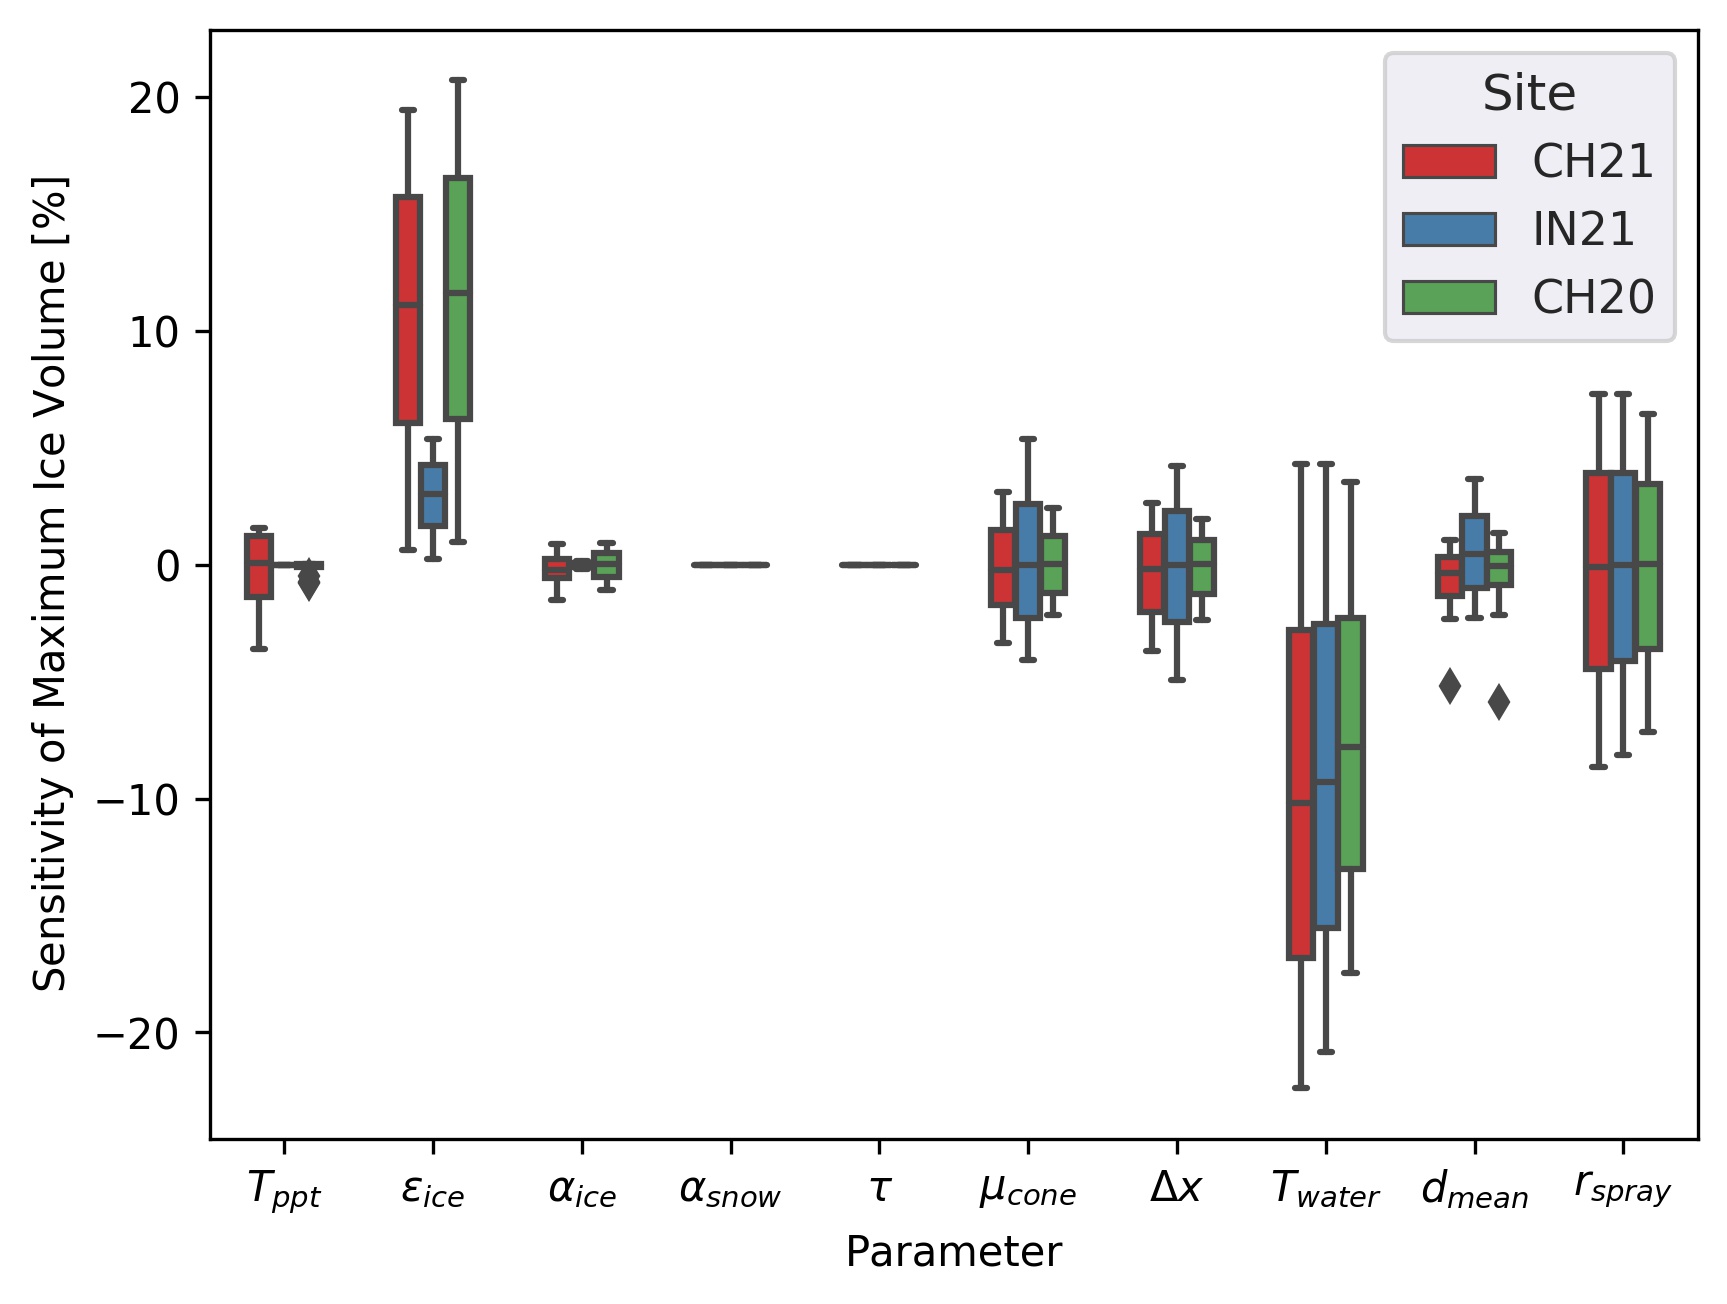 Sensitivity of Maximum Ice Volume [%]
20
10
0
−10
−20
Site
CH21
IN21
CH20
T_ppt ε_ice α_ice α_snow τ μ_cone Δx T_water d_mean r_spray
Parameter